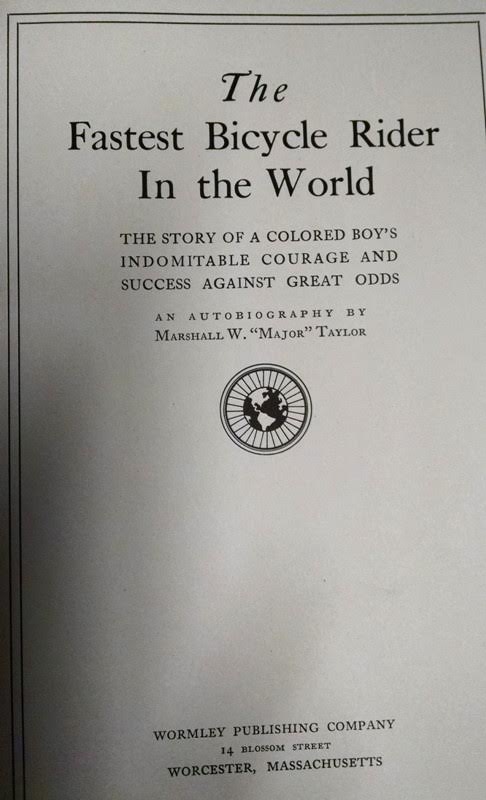 The
Fastest Bicycle Rider
In the World
THE STORY OF A COLORED BOY'S
INDOMITABLE COURAGE AND
SUCCESS AGAINST GREAT ODDS
AN AUTOBIOGRAPHY BY
MARSHALL W. "MAJOR" TAYLOR
WORMLEY PUBLISHING COMPANY
14 BLOSSOM STREET
WORCESTER, MASSACHUSETTS